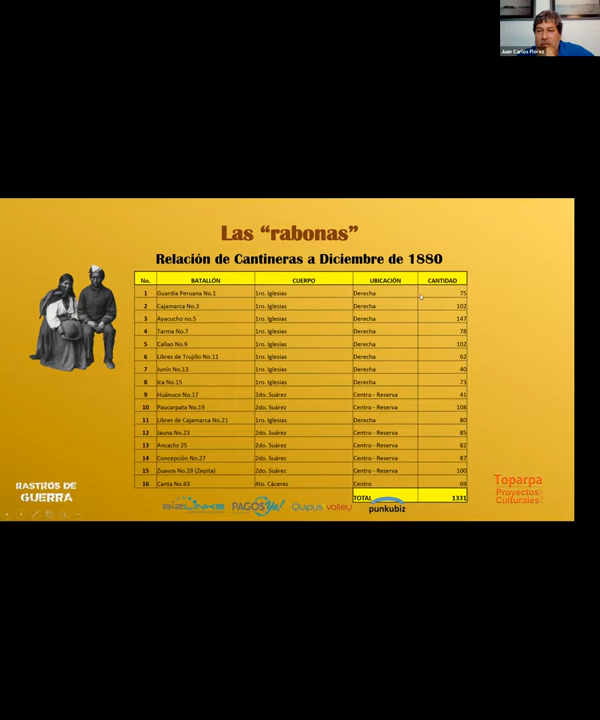 Juan Carlos Florez
Las “rabonas”
Relación de Cantineras a Diciembre de 1880
No. BATALLÓN CUERPO UBICACIÓN CANTIDAD
1 Guardia Peruana No.1 1ro. Iglesias Derecha 75
2 Cajamarca No.3 1ro. Iglesias Derecha 102
3 Ayacucho no.5 1ro. Iglesias Derecha 147
4 Tarma No.7 1ro. Iglesias Derecha 78
5 Callao No.9 1ro. Iglesias Derecha 102
6 Libres de Trujillo No.11 1ro. Iglesias Derecha 62
7 Junín No.13 1ro. Iglesias Derecha 40
8 Ica No.15 1ro. Iglesias Derecha 73
9 Huánuco No.17 2do. Suárez Centro - Reserva 41
10 Paucarpata No.19 2do. Suárez Centro - Reserva 108
11 Libres de Cajamarca No.21 1ro. Iglesias Derecha 80
12 Jauna No.23 2do. Suárez Centro - Reserva 85
13 Ancachs 25 2do. Suárez Centro - Reserva 82
14 Concepción No.27 2do. Suárez Centro - Reserva 87
15 Zuavos No.29 (Zepita) 2do. Suárez Centro - Reserva 100
16 Canta No.63 4to. Cáceres Centro 69
TOTAL 1331
RASTROS DE
GUERRA
BIZLINKS PAGOS Ya! Quipus valley punkubiz
Toparpa
Proyectos
Culturales